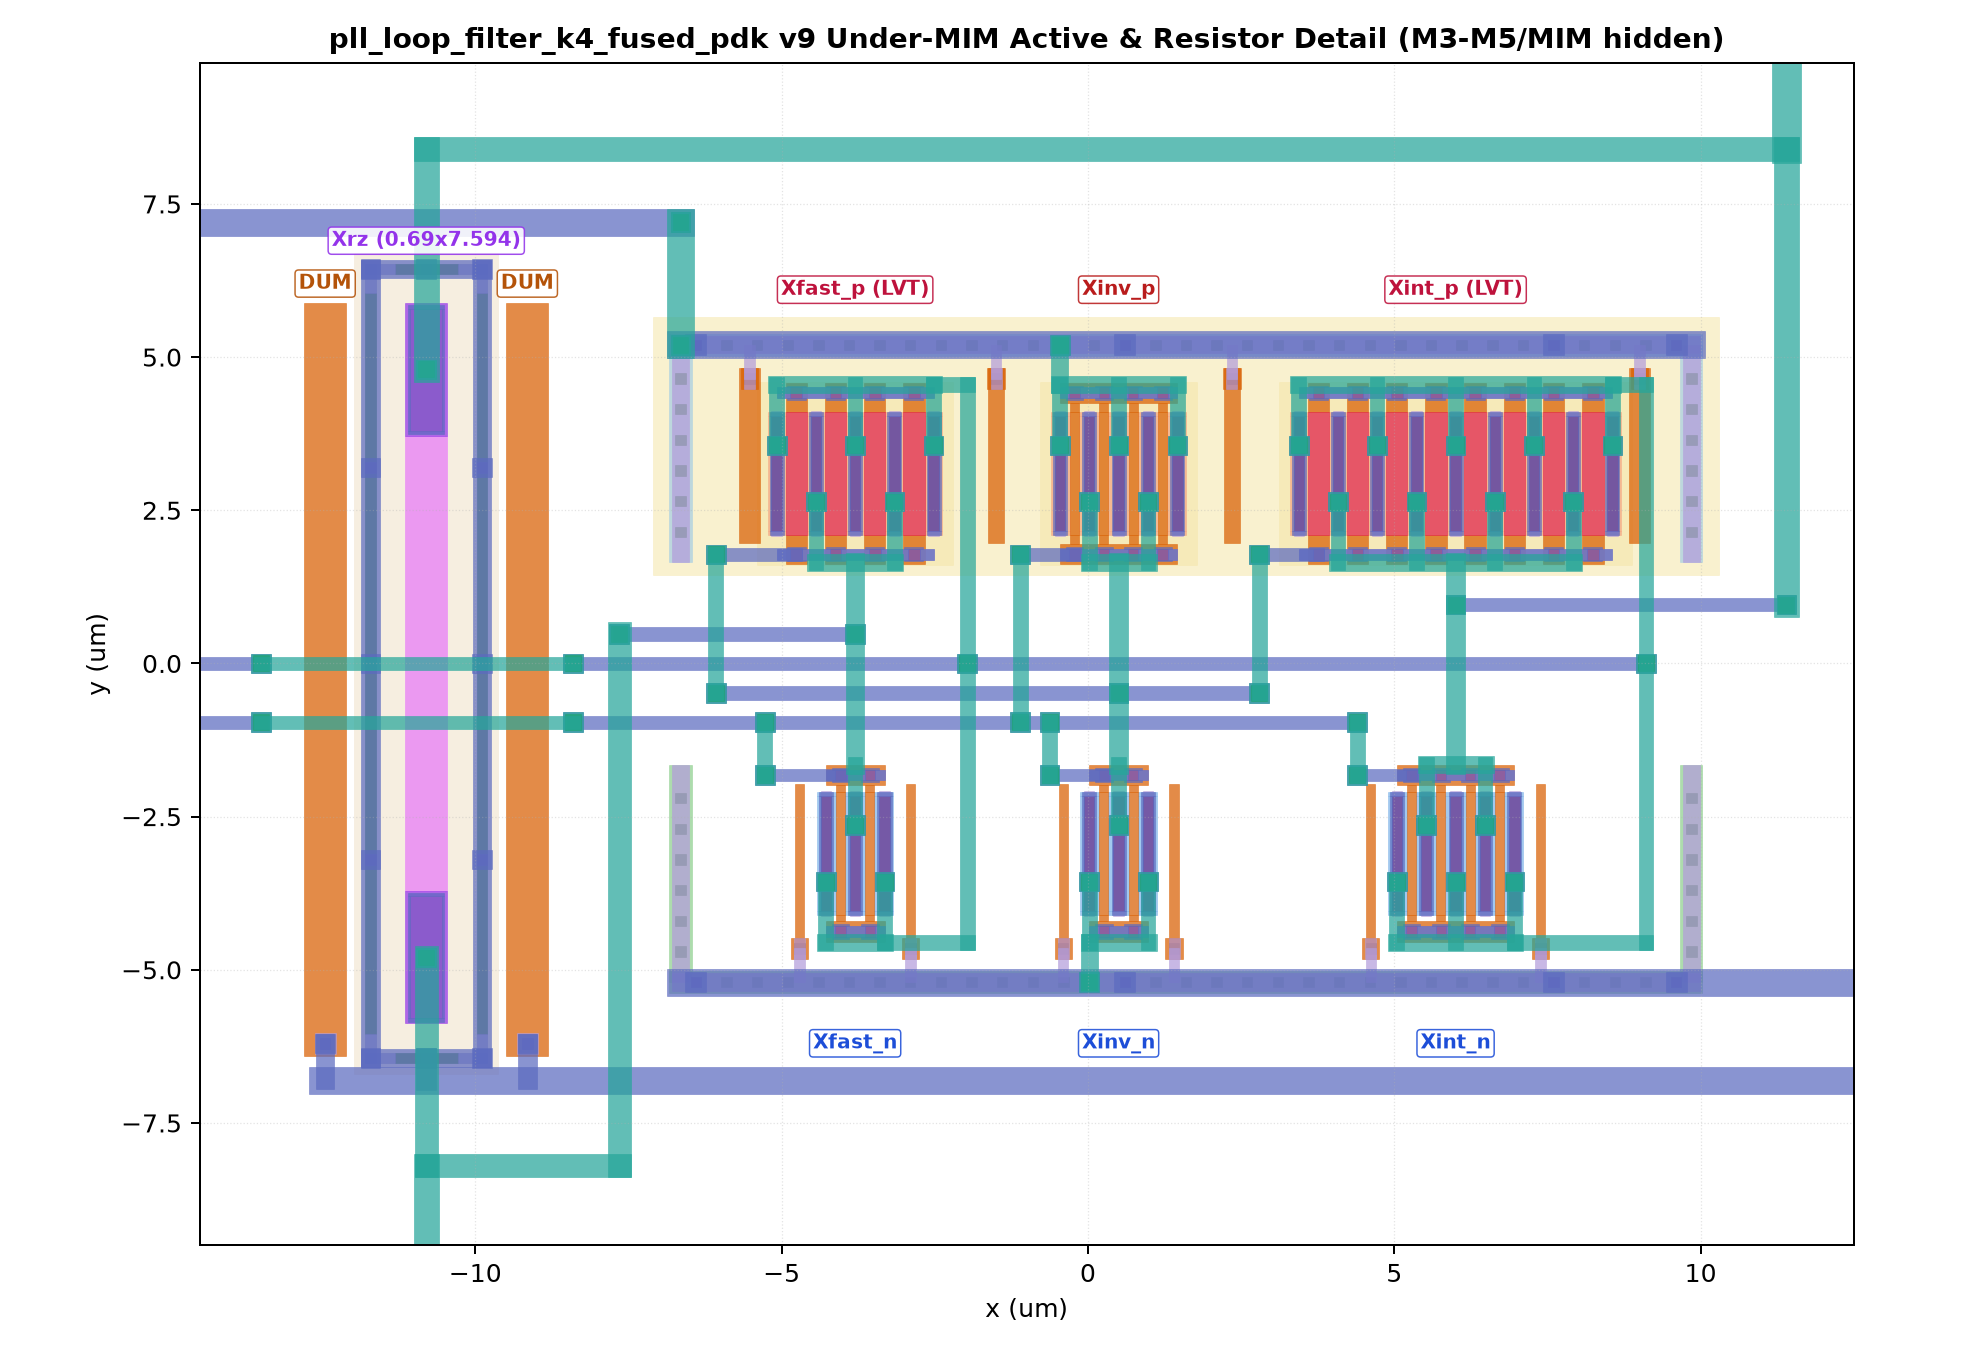 pll_loop_filter_k4_fused_pdk v9 Under-MIM Active & Resistor Detail (M3-M5/MIM hidden)
Xrz (0.69x7.594)
DUM
DUM
Xfast_p (LVT)
Xinv_p
Xint_p (LVT)
Xfast_n
Xinv_n
Xint_n
7.5
5.0
2.5
0.0
−2.5
−5.0
−7.5
y (um)
−10
−5
0
5
10
x (um)